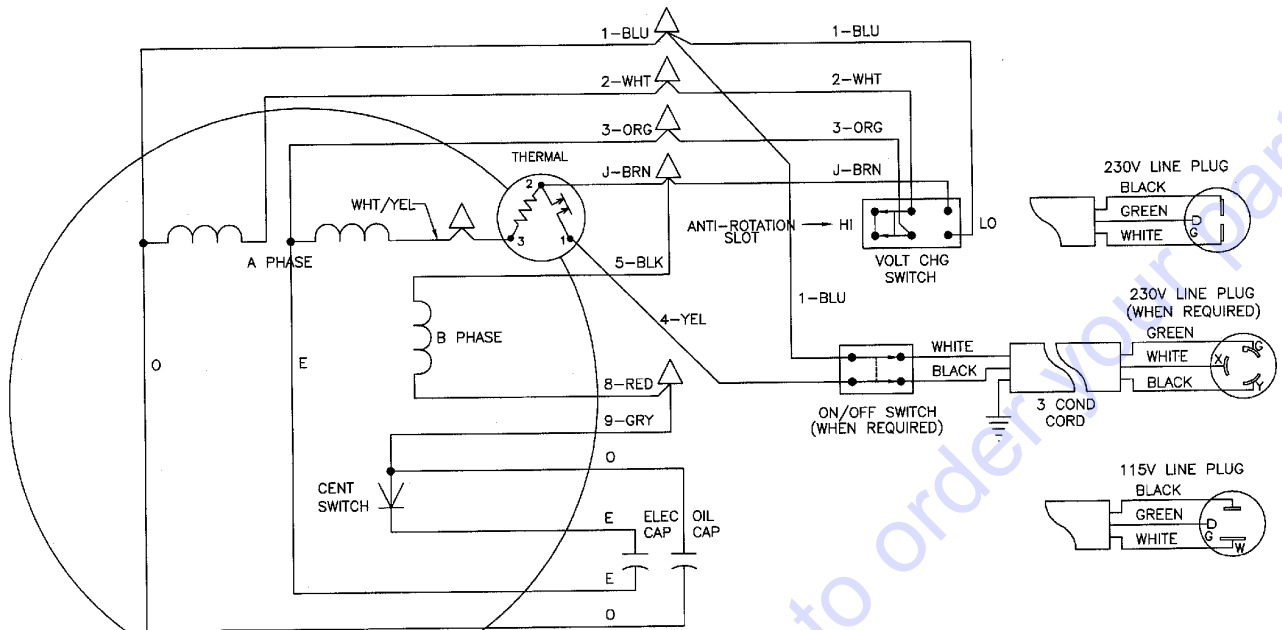 1-BLU
1-BLU
2-WHT
2-WHT
3-ORG
3-ORG
THERMAL
J-BRN
J-BRN
2
3
1
WHT/YEL
ANTI-ROTATION
SLOT
HI
LO
VOLT CHG
SWITCH
A PHASE
5-BLK
1-BLU
B PHASE
4-YEL
O
E
8-RED
9-GRY
O
CENT
SWITCH
E
ELEC
CAP
OIL
CAP
E
O
WHITE
BLACK
ON/OFF SWITCH
(WHEN REQUIRED)
3 COND
CORD
230V LINE PLUG
BLACK
GREEN
WHITE
G
230V LINE PLUG
(WHEN REQUIRED)
GREEN
WHITE
BLACK
G
X
Y
115V LINE PLUG
BLACK
GREEN
WHITE
G
W
to order your par